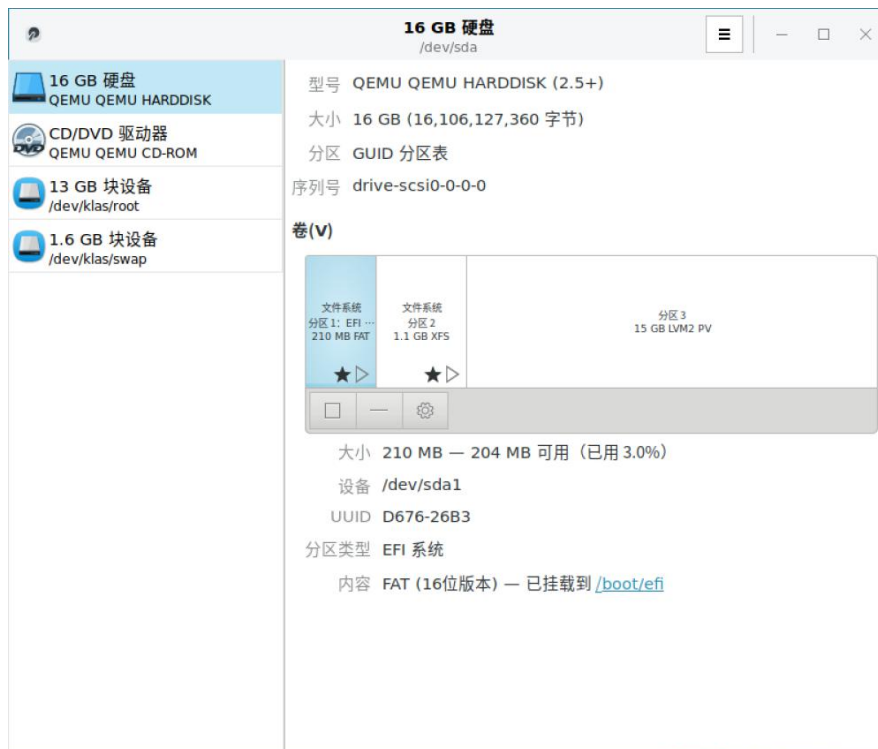 16 GB 硬盘
/dev/sda
16 GB 硬盘
QEMU QEMU HARDDISK
CD/DVD 驱动器
QEMU QEMU CD-ROM
DVD
13 GB 块设备
/dev/klas/root
1.6 GB 块设备
/dev/klas/swap
型号 QEMU QEMU HARDDISK (2.5+)
大小 16 GB (16,106,127,360 字节)
分区 GUID 分区表
序列号 drive-scsi0-0-0-0
卷(V)
文件系统
分区 1：EFI ···
210 MB FAT
文件系统
分区 2
1.1 GB XFS
分区 3
15 GB LVM2 PV
大小 210 MB — 204 MB 可用（已用 3.0%）
设备 /dev/sda1
UUID D676-26B3
分区类型 EFI 系统
内容 FAT (16位版本) — 已挂载到 /boot/efi